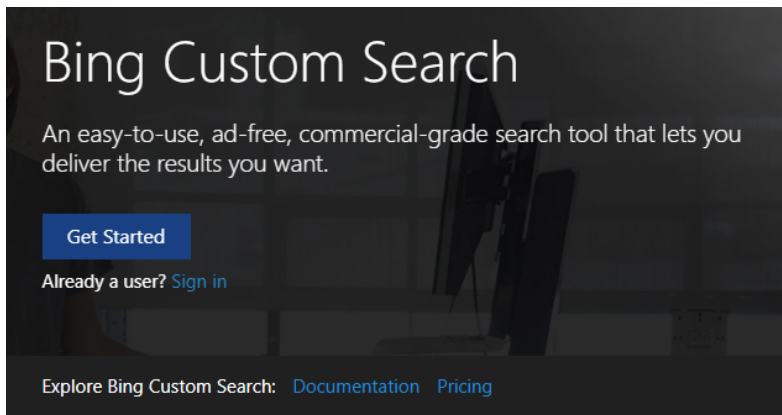 Bing Custom Search
An easy-to-use, ad-free, commercial-grade search tool that lets you
deliver the results you want.
Get Started
Already a user? Sign in
Explore Bing Custom Search: Documentation Pricing